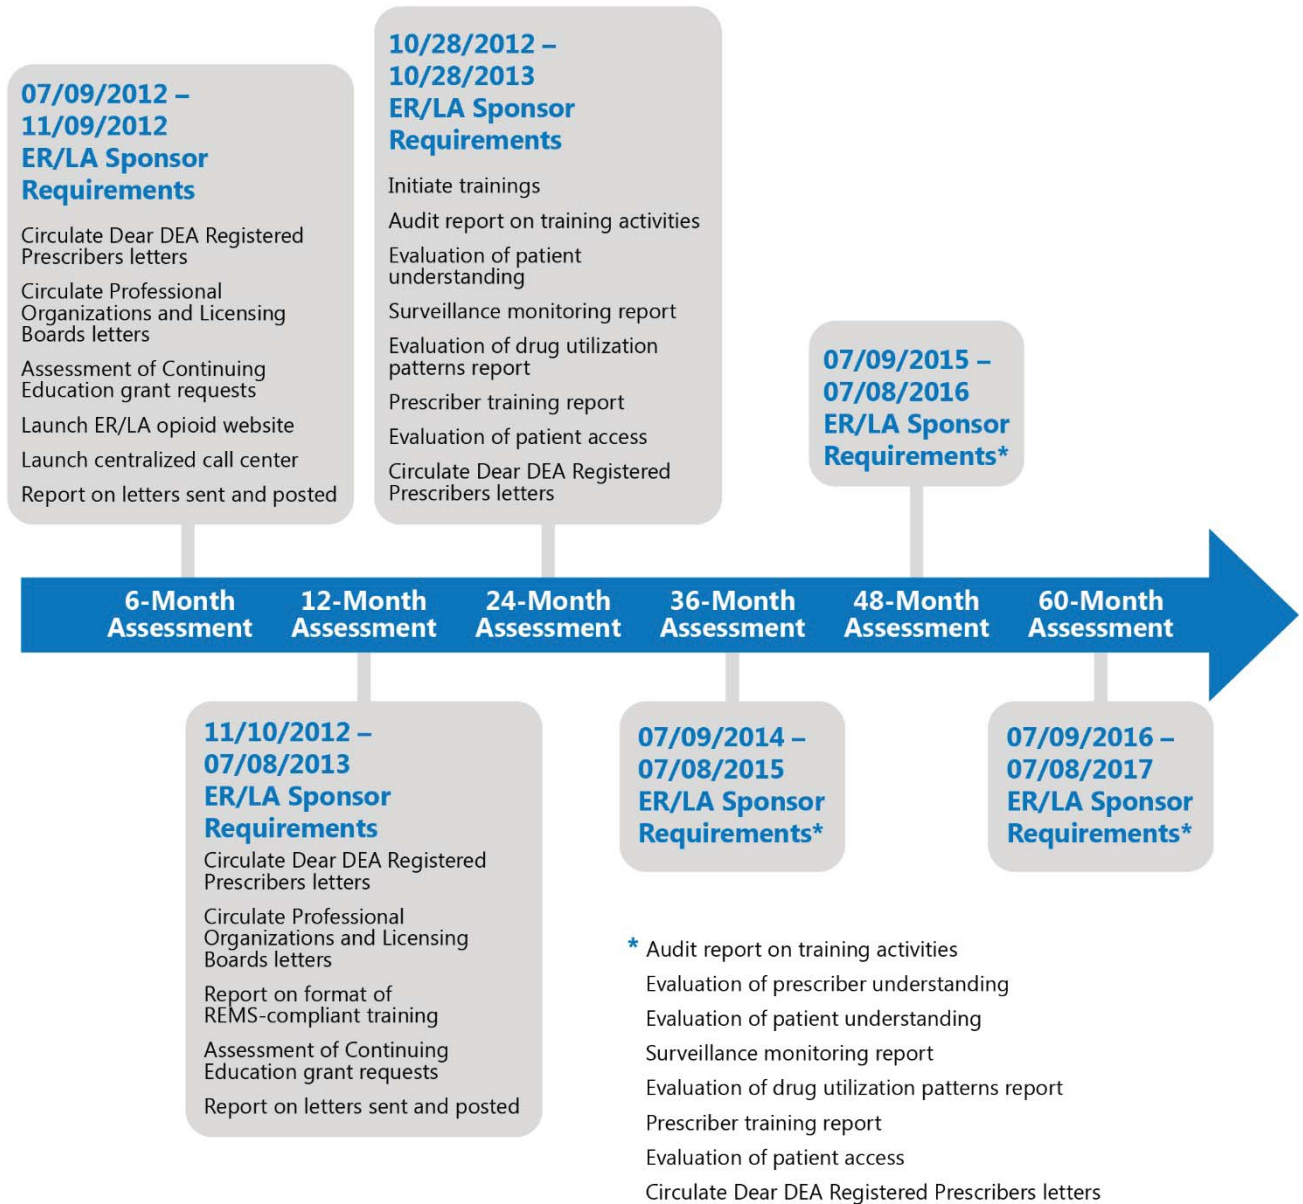 07/09/2012 –
11/09/2012
ER/LA Sponsor
Requirements
Circulate Dear DEA Registered
Prescribers letters
Circulate Professional
Organizations and Licensing
Boards letters
Assessment of Continuing
Education grant requests
Launch ER/LA opioid website
Launch centralized call center
Report on letters sent and posted
10/28/2012 –
10/28/2013
ER/LA Sponsor
Requirements
Initiate trainings
Audit report on training activities
Evaluation of patient
understanding
Surveillance monitoring report
Evaluation of drug utilization
patterns report
Prescriber training report
Evaluation of patient access
Circulate Dear DEA Registered
Prescribers letters
07/09/2015 –
07/08/2016
ER/LA Sponsor
Requirements*
6-Month
Assessment
12-Month
Assessment
24-Month
Assessment
36-Month
Assessment
48-Month
Assessment
60-Month
Assessment
11/10/2012 –
07/08/2013
ER/LA Sponsor
Requirements
Circulate Dear DEA Registered
Prescribers letters
Circulate Professional
Organizations and Licensing
Boards letters
Report on format of
REMS-compliant training
Assessment of Continuing
Education grant requests
Report on letters sent and posted
07/09/2014 –
07/08/2015
ER/LA Sponsor
Requirements*
07/09/2016 –
07/08/2017
ER/LA Sponsor
Requirements*
* Audit report on training activities
Evaluation of prescriber understanding
Evaluation of patient understanding
Surveillance monitoring report
Evaluation of drug utilization patterns report
Prescriber training report
Evaluation of patient access
Circulate Dear DEA Registered Prescribers letters